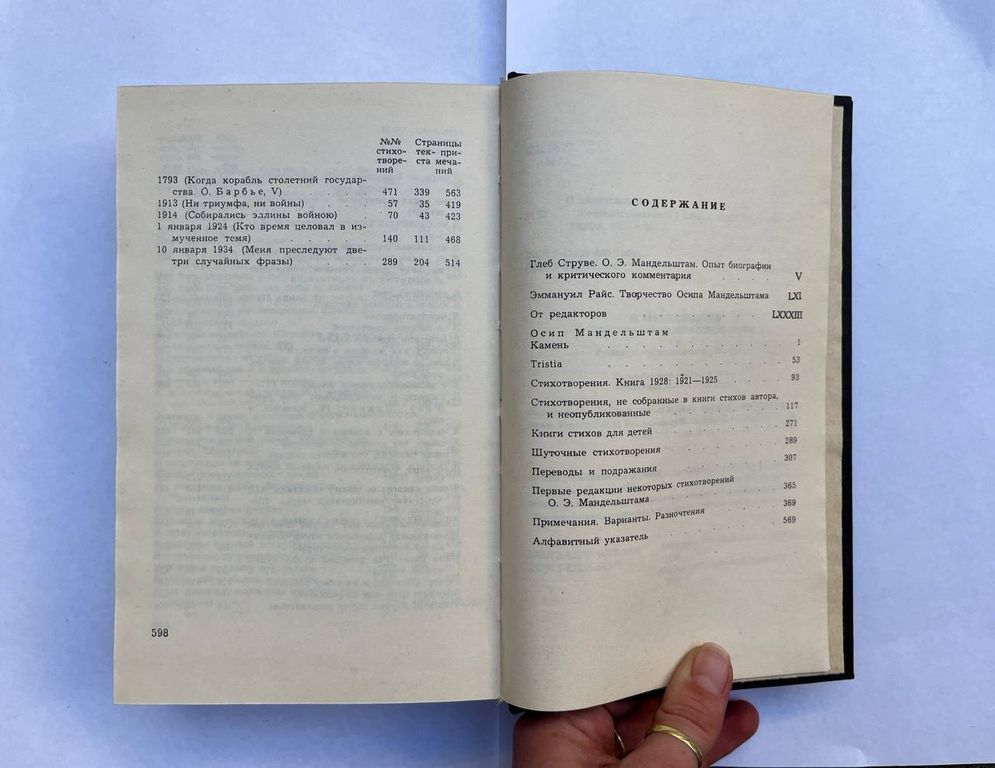 №№ Страницы
стихо- тек- при-
творе- ста меча-
ний ний
1793 (Когда корабль столетний государ-
ства. О. Барбье, V) . . . 471 339 563
1913 (Ни триумфа, ни войны) . . . 57 35 419
1914 (Собирались эллины войною) . . 70 43 423
1 января 1924 (Кто время целовал в из-
мученное темя) . . . . . 140 111 468
10 января 1934 (Меня преследуют две-
три случайных фразы) . . . 289 204 514
598
СОДЕРЖАНИЕ
Глеб Струве. О. Э. Мандельштам. Опыт биографии
и критического комментария . . . . . V
Эммануил Райс. Творчество Осипа Мандельштама LXI
От редакторов . . . . . . . . . LXXXIII
Осип Мандельштам
Камень . . . . . . . . . . . 1
Tristia . . . . . . . . . . . 53
Стихотворения. Книга 1928: 1921—1925 . . . . 93
Стихотворения, не собранные в книги стихов автора,
и неопубликованные . . . . . . . 117
Книги стихов для детей . . . . . . . 271
Шуточные стихотворения . . . . . . . 289
Переводы и подражания . . . . . . . 307
Первые редакции некоторых стихотворений
О. Э. Мандельштама . . . . . . . 365
Примечания. Варианты. Разночтения . . . . 369
Алфавитный указатель . . . . . . . 569